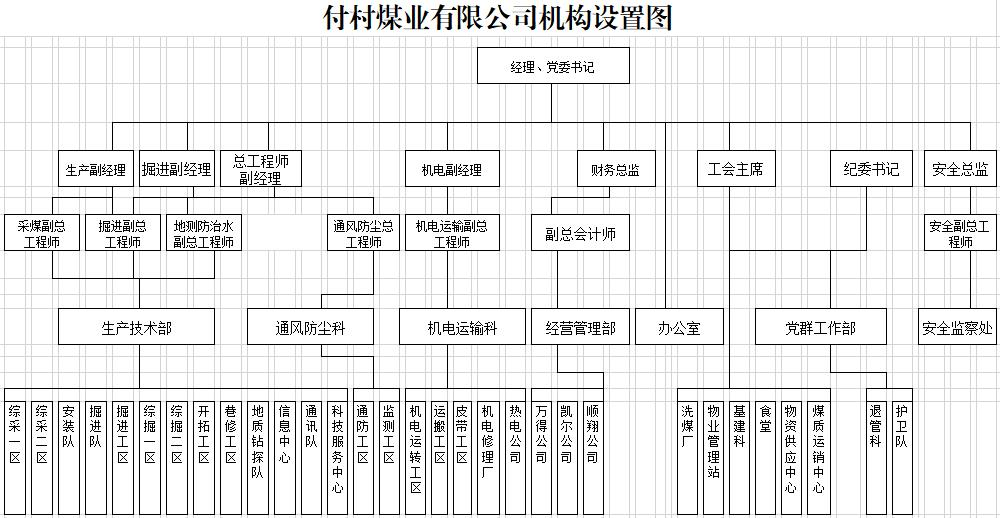 付村煤业有限公司机构设置图
经理、党委书记
生产副经理
掘进副经理
总工程师
副经理
机电副经理
财务总监
工会主席
纪委书记
安全总监
采煤副总
工程师
掘进副总
工程师
地测防治水
副总工程师
通风防尘总
工程师
机电运输副总
工程师
副总会计师
安全副总工
程师
生产技术部
通风防尘科
机电运输科
经营管理部
办公室
党群工作部
安全监察处
综采一区
综采二区
安装队
掘进队
掘进工区
综掘一区
综掘二区
开拓工区
巷修工区
地质钻探队
信息中心
通讯队
科技服务中心
通防工区
监测工区
机电运转工区
运搬工区
皮带工区
机电修理厂
热电公司
万得公司
凯尔公司
顺翔公司
洗煤厂
物业管理站
基建科
食堂
物资供应中心
煤质运销中心
退管科
护卫队